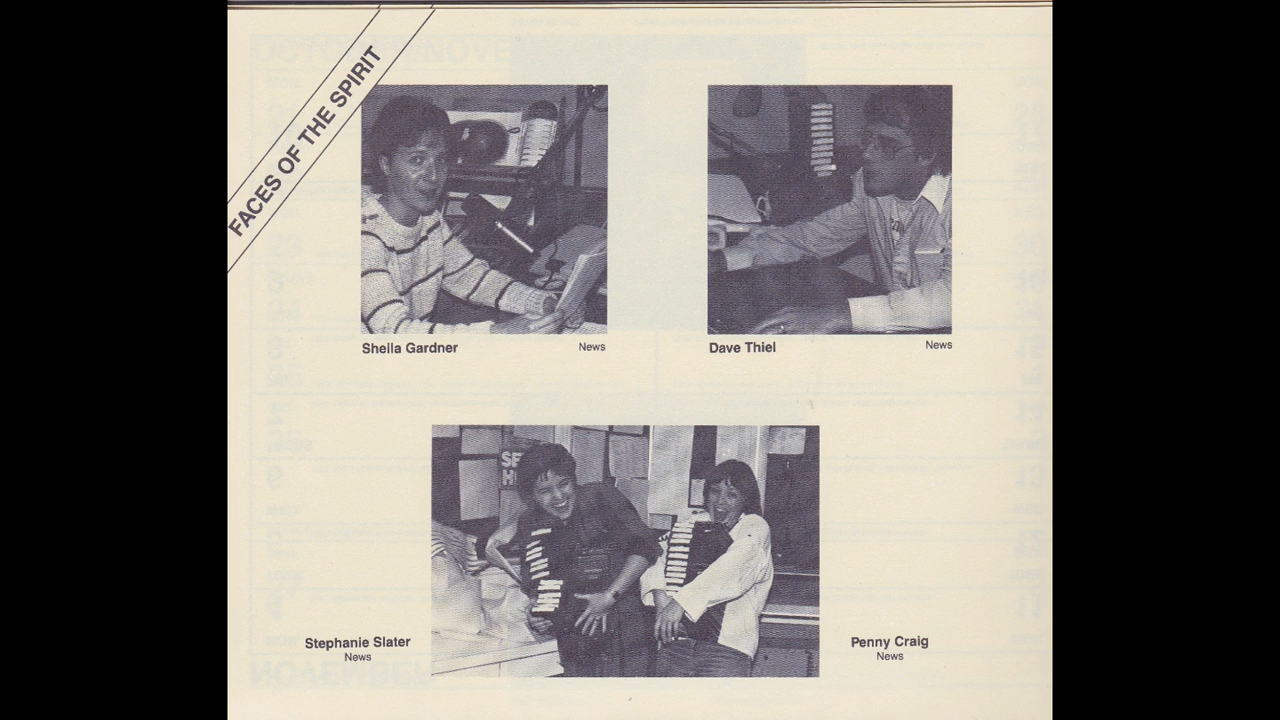 FACES OF THE SPIRIT
Sheila Gardner
News
Dave Thiel
News
Stephanie Slater
News
Penny Craig
News